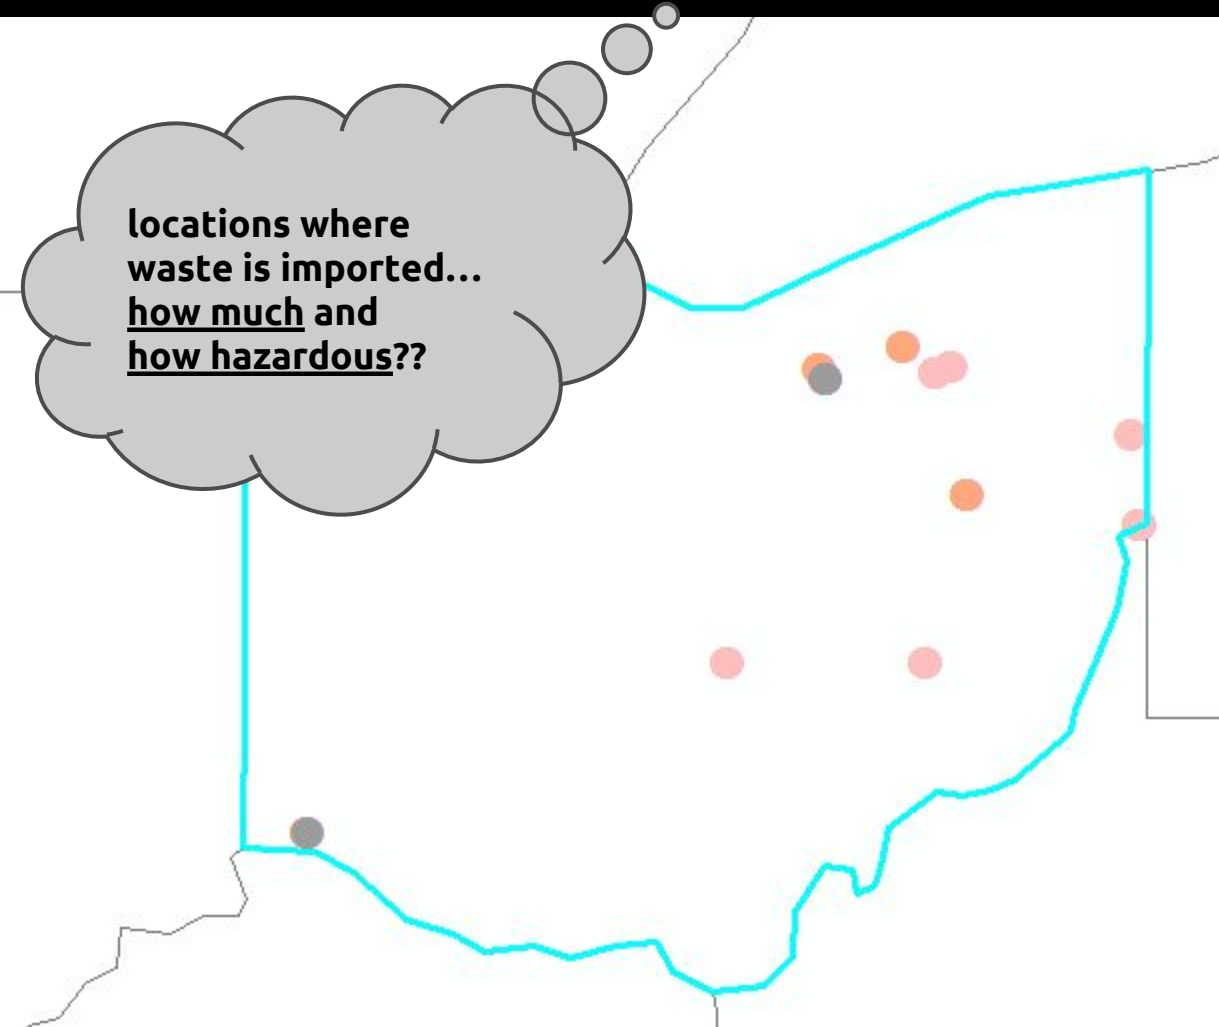 locations where
waste is imported...
how much and
how hazardous??